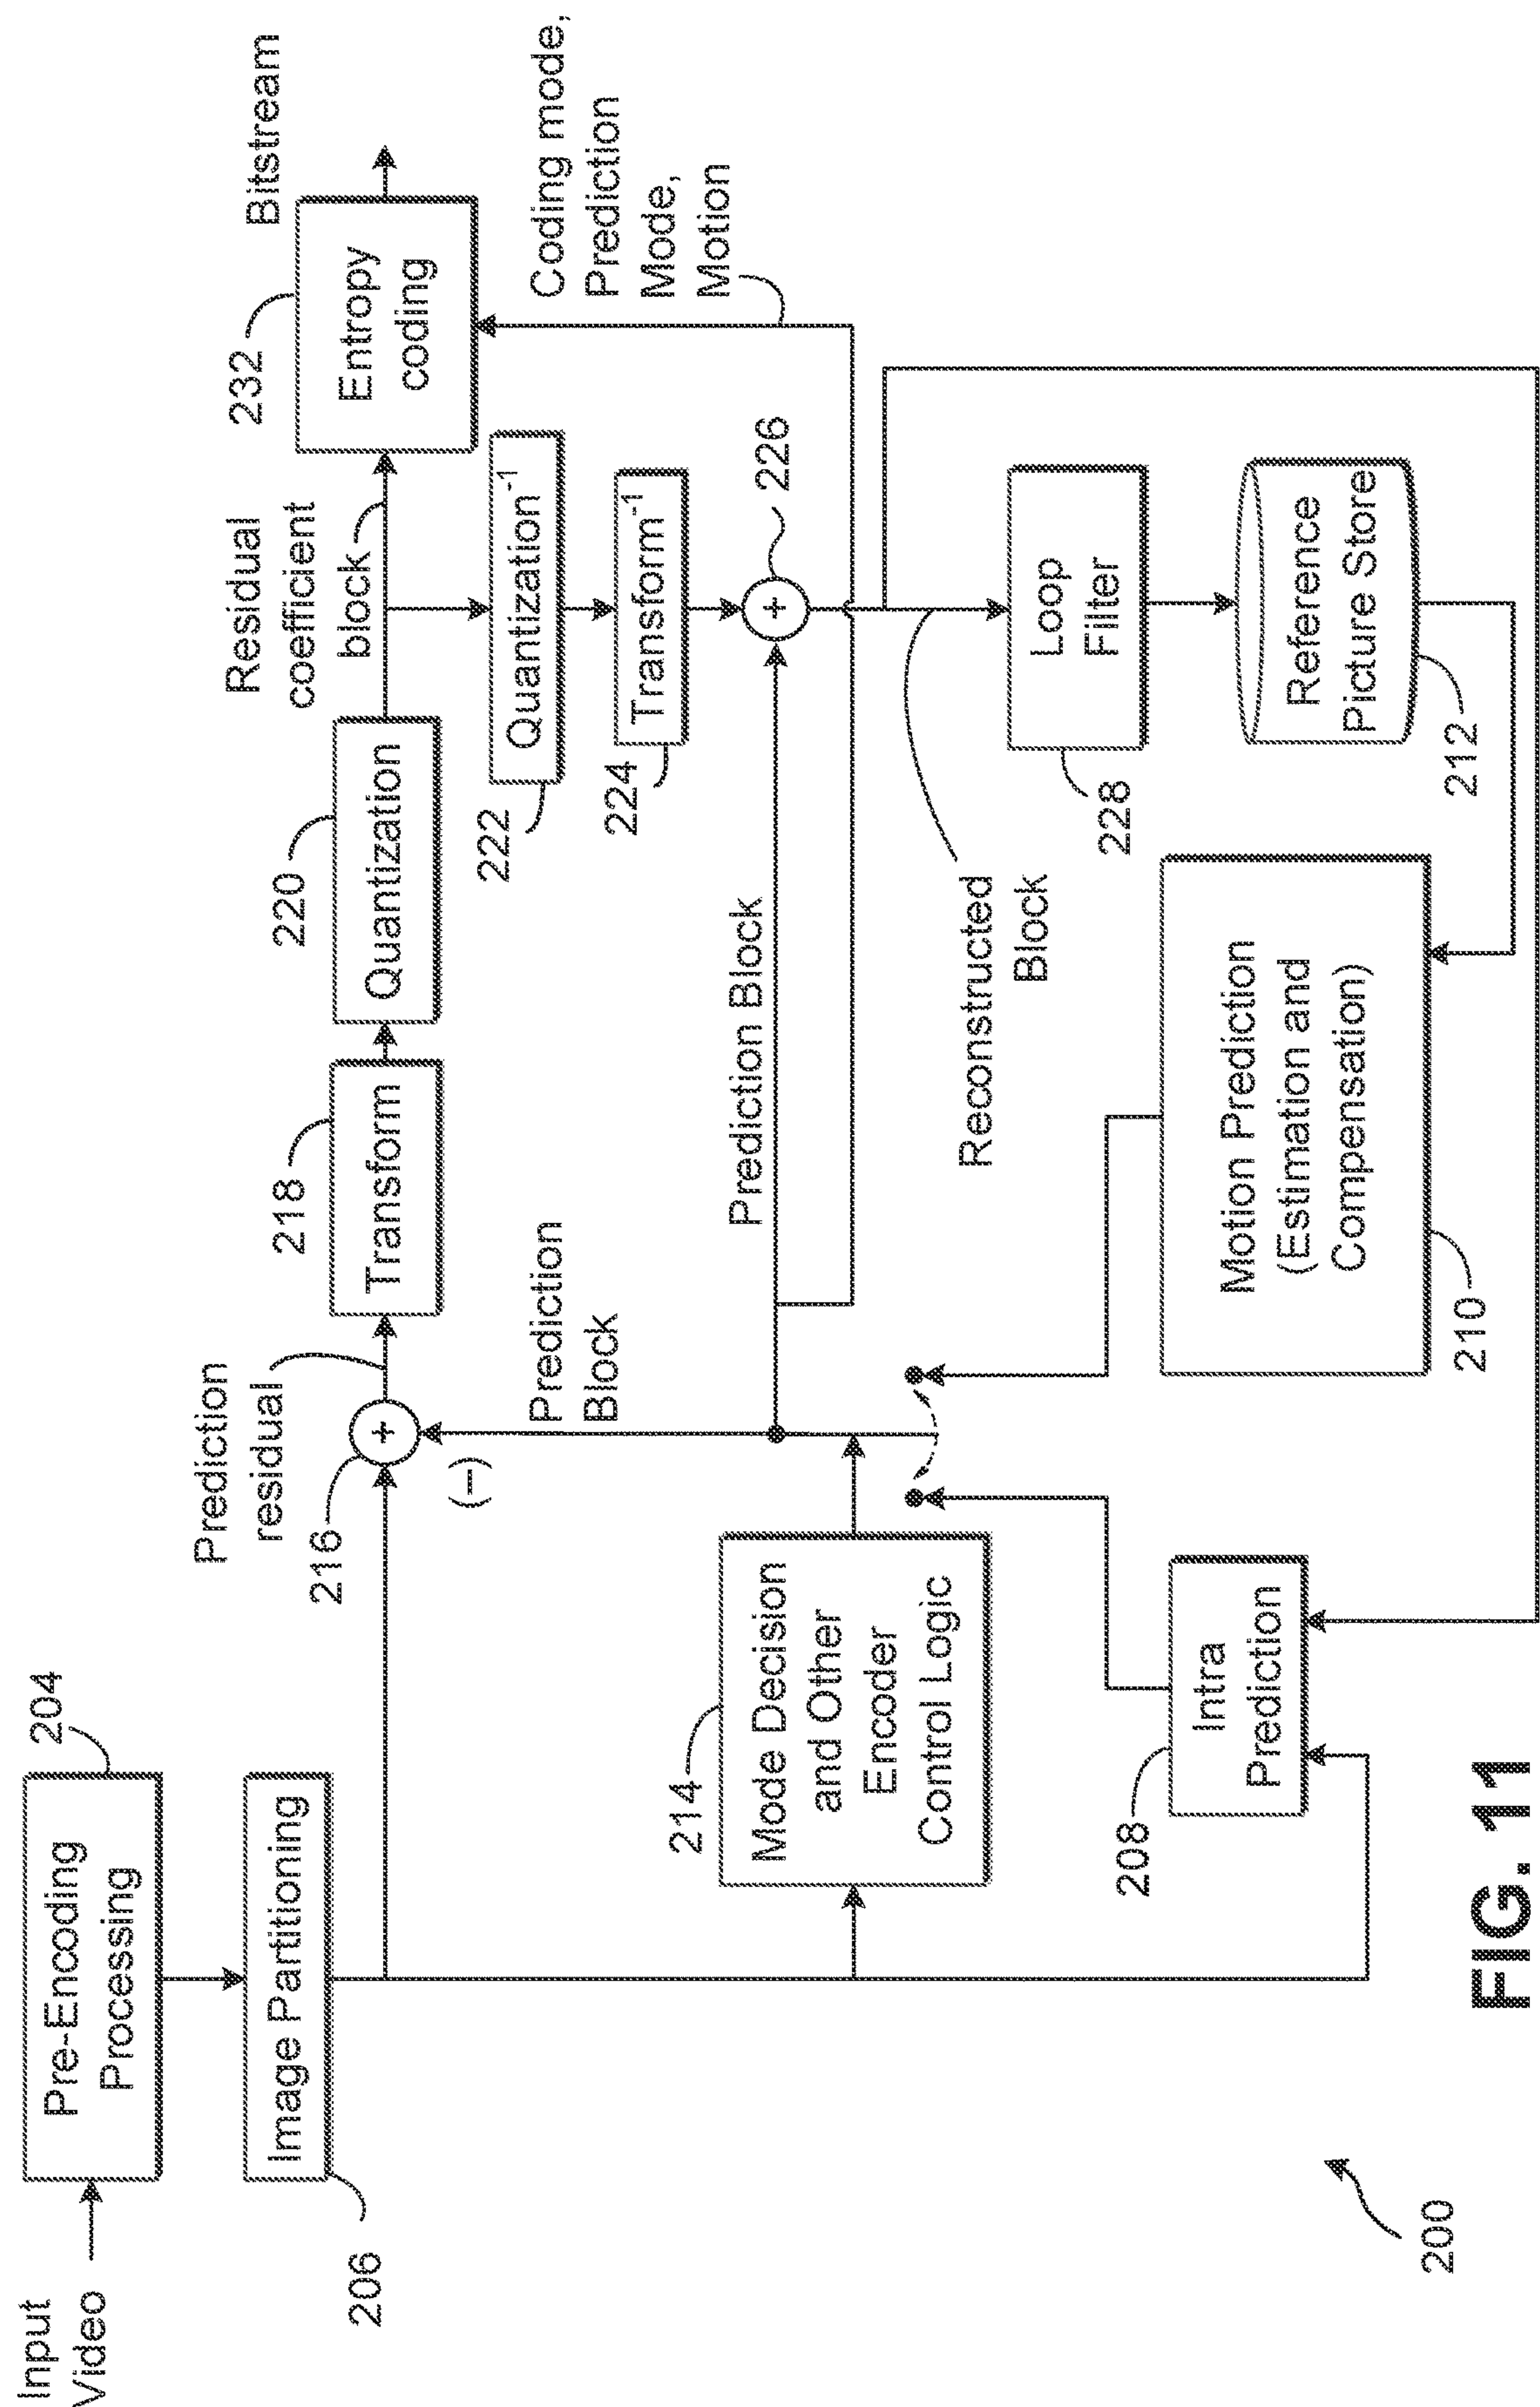 Input
Video
Pre-Encoding
Processing
204
Image Partitioning
206
Prediction
residual
216
(-)
218
Transform
220
Quantization
Residual
coefficient
block
232
Entropy
coding
Bitstream
Coding mode,
Prediction
Mode,
Motion
Quantization-1
222
Transform-1
224
+
+
226
Prediction
Block
Prediction Block
214
Mode Decision
and Other
Encoder
Control Logic
Reconstructed
Block
Loop
Filter
228
Reference
Picture Store
212
208
Intra
Prediction
Motion Prediction
(Estimation and
Compensation)
210
200
FIG. 11